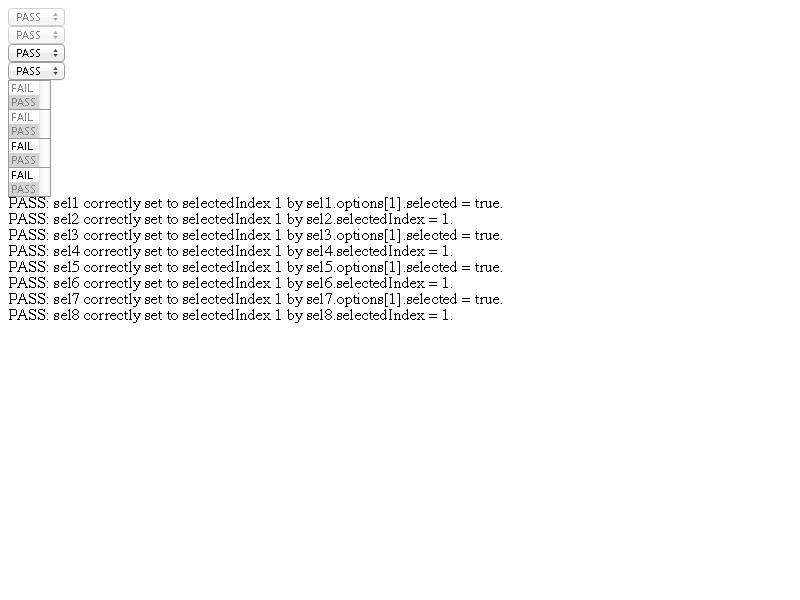 PASS
PASS
PASS
PASS
FAIL
PASS
FAIL
PASS
FAIL
PASS
FAIL
PASS
PASS: sel1 correctly set to selectedIndex 1 by sel1.options[1].selected = true.
PASS: sel2 correctly set to selectedIndex 1 by sel2.selectedIndex = 1.
PASS: sel3 correctly set to selectedIndex 1 by sel3.options[1].selected = true.
PASS: sel4 correctly set to selectedIndex 1 by sel4.selectedIndex = 1.
PASS: sel5 correctly set to selectedIndex 1 by sel5.options[1].selected = true.
PASS: sel6 correctly set to selectedIndex 1 by sel6.selectedIndex = 1.
PASS: sel7 correctly set to selectedIndex 1 by sel7.options[1].selected = true.
PASS: sel8 correctly set to selectedIndex 1 by sel8.selectedIndex = 1.